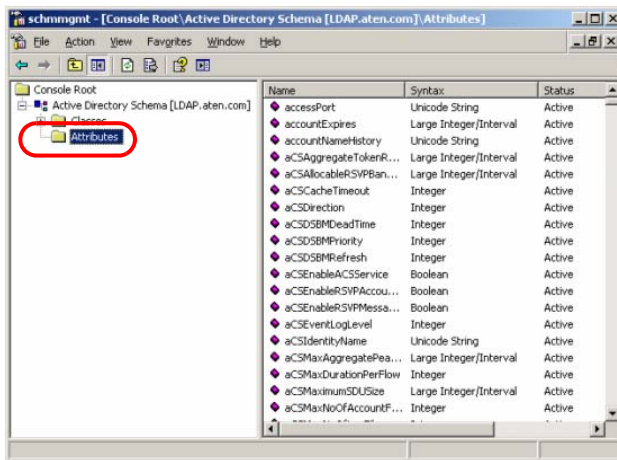 schmmgmt - [Console Root\Active Directory Schema [LDAP.aten.com]\Attributes]
File Action View Favorites Window Help
Console Root
Active Directory Schema [LDAP.aten.com]
Classes
Attributes
Name Syntax Status
accessPort Unicode String Active
accountExpires Large Integer/Interval Active
accountNameHistory Unicode String Active
aCSAggregateTokenR... Large Integer/Interval Active
aCSAllocableRSVPBan... Large Integer/Interval Active
aCSCacheTimeout Integer Active
aCSDirection Integer Active
aCSDSBMDeadTime Integer Active
aCSDSBMPriority Integer Active
aCSDSBMRefresh Integer Active
aCSEnableACSService Boolean Active
aCSEnableRSVPAccou... Boolean Active
aCSEnableRSVPMessa... Boolean Active
aCSEventLogLevel Integer Active
aCSIdentityName Unicode String Active
aCSMaxAggregatePea... Large Integer/Interval Active
aCSMaxDurationPerFlow Integer Active
aCSMaximumSDUSize Large Integer/Interval Active
aCSMaxNoOfAccountF... Integer Active